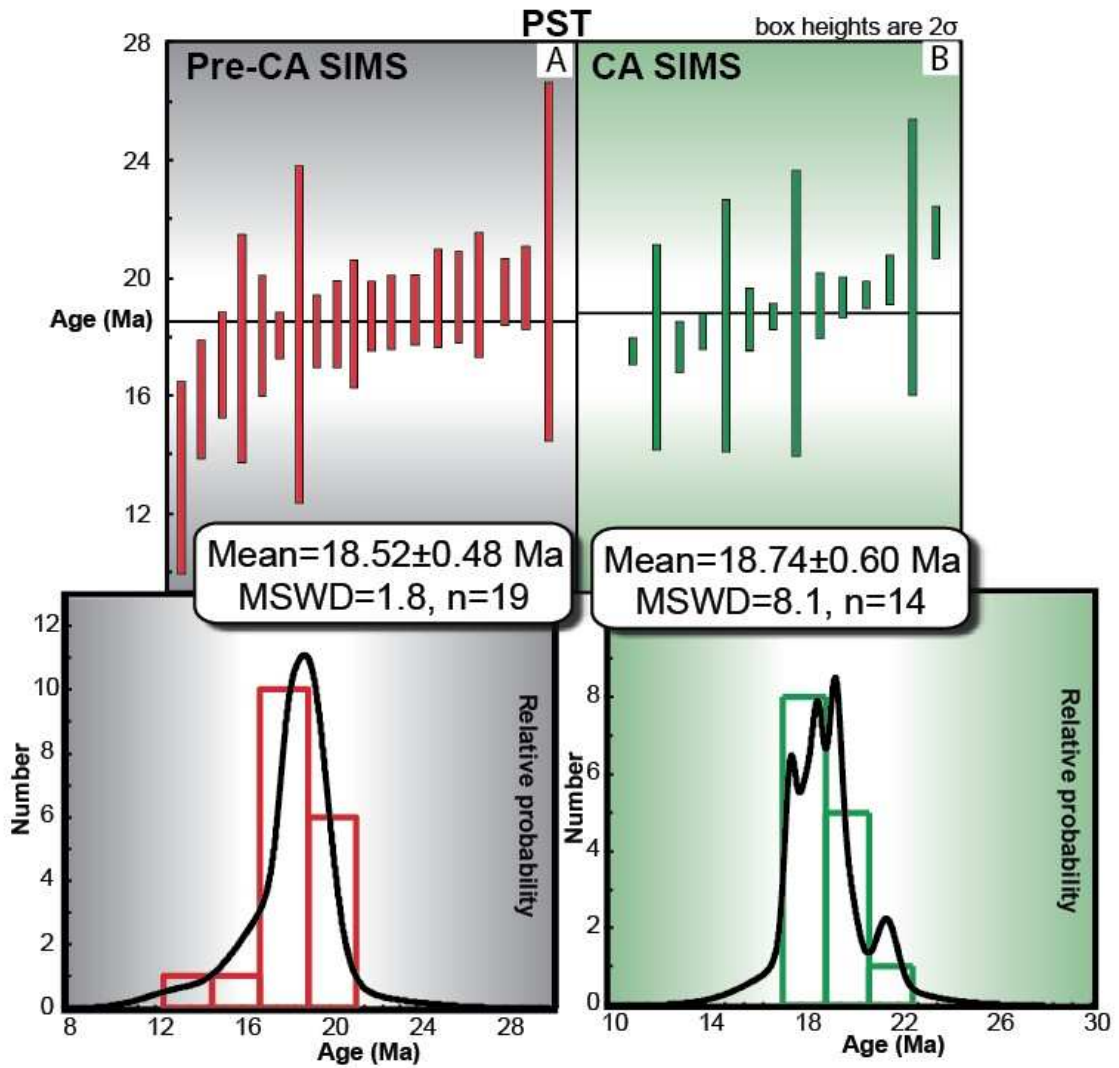 PST
box heights are 2σ
Pre-CA SIMS
A
CA SIMS
B
28
24
20
Age (Ma)
16
12
Mean=18.52±0.48 Ma
MSWD=1.8, n=19
Mean=18.74±0.60 Ma
MSWD=8.1, n=14
12
10
8
6
4
2
0
Number
Relative probability
8
12
16
20
24
28
Age (Ma)
8
6
4
2
0
Number
Relative probability
10
14
18
22
26
30
Age (Ma)